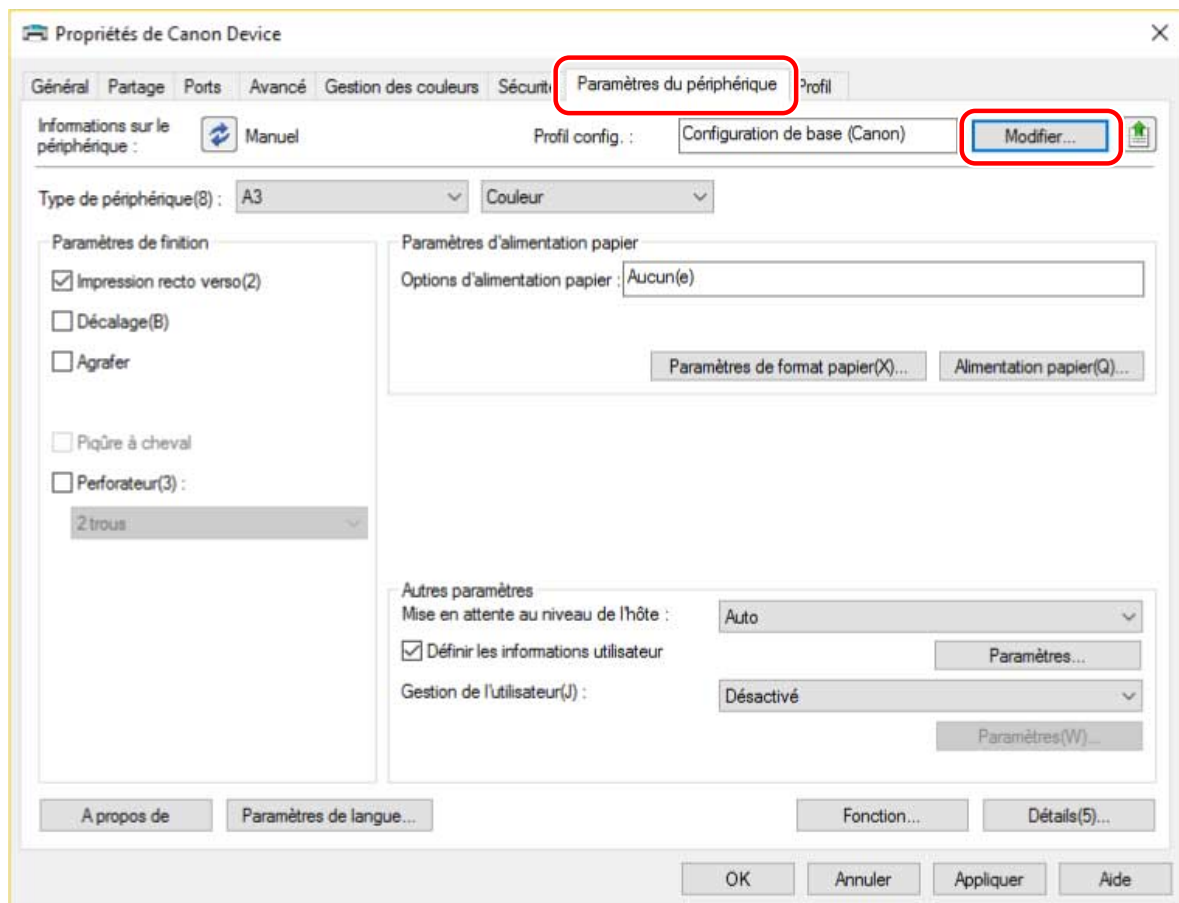 Propriétés de Canon Device
Général Partage Ports Avancé Gestion des couleurs Sécurité Paramètres du périphérique Profil
Informations sur le
périphérique :
Manuel
Profil config. :
Configuration de base (Canon)
Modifier...
Type de périphérique(8) :
A3
Couleur
Paramètres de finition
Impression recto verso(2)
Décalage(B)
Agrafer
Piqûre à cheval
Perforateur(3) :
2 trous
Paramètres d'alimentation papier
Options d'alimentation papier :
Aucun(e)
Paramètres de format papier(X)...
Alimentation papier(Q)...
Autres paramètres
Mise en attente au niveau de l'hôte :
Auto
Définir les informations utilisateur
Paramètres...
Gestion de l'utilisateur(J) :
Désactivé
Paramètres(W)...
A propos de
Paramètres de langue...
Fonction...
Détails(5)...
OK
Annuler
Appliquer
Aide